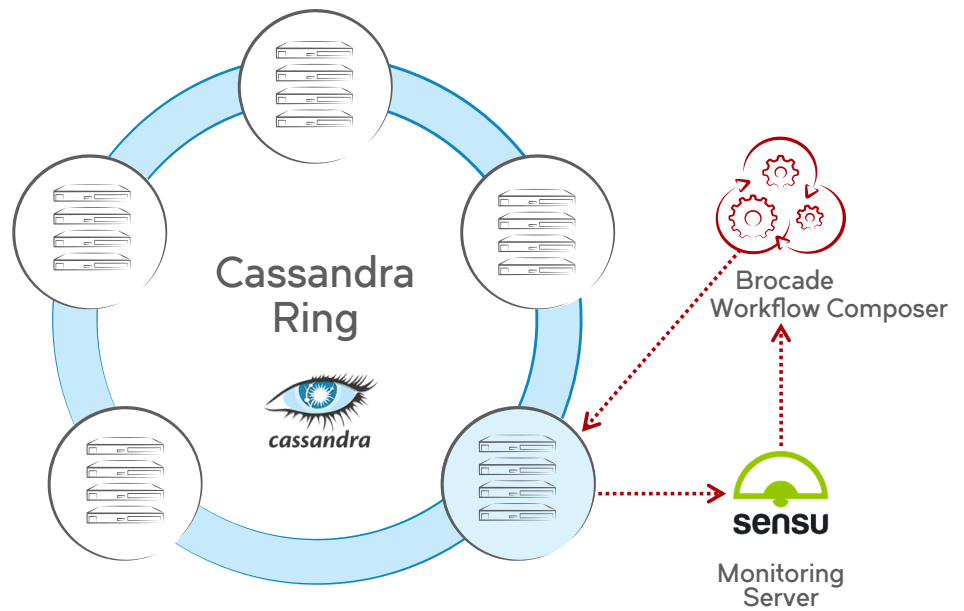 Cassandra
Ring
cassandra
Brocade
Workflow Composer
sensu
Monitoring
Server